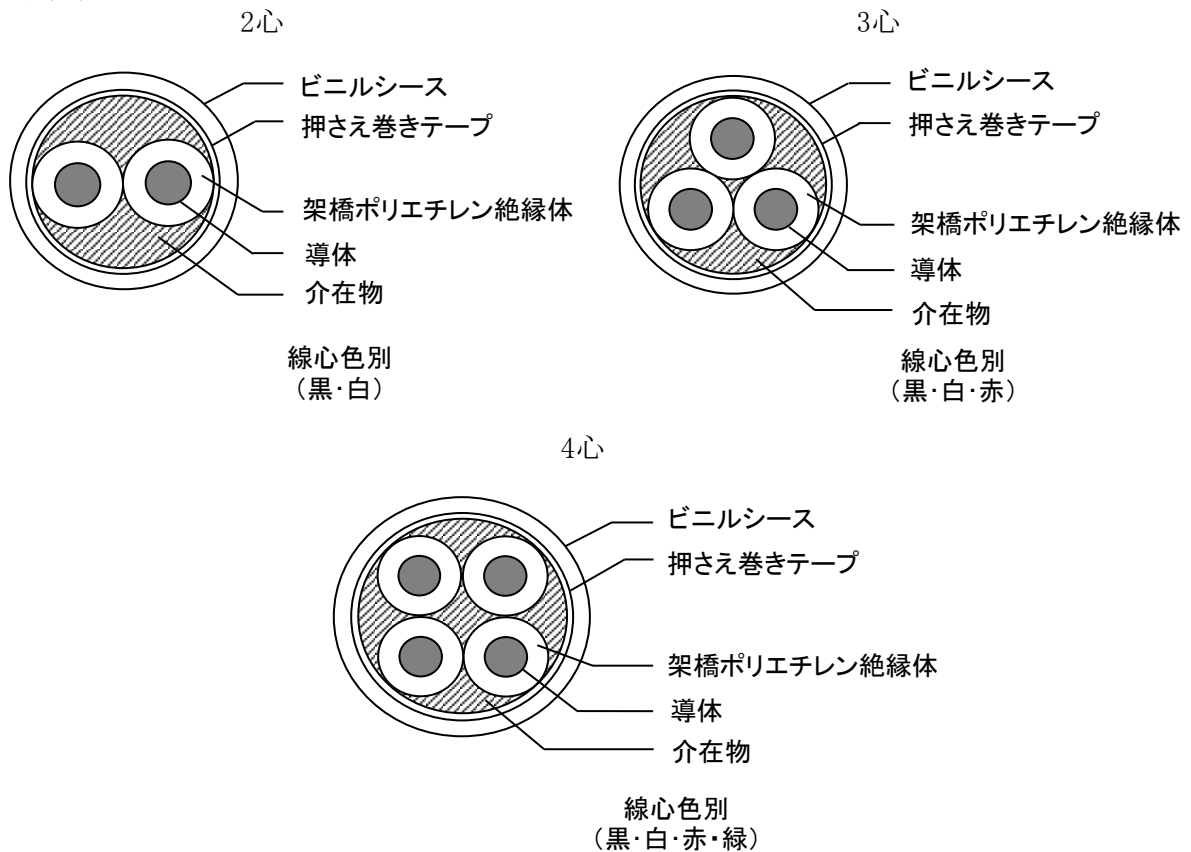 2心
ビニルシース
押さえ巻きテープ
架橋ポリエチレン絶縁体
導体
介在物
線心色別
（黒・白）
3心
ビニルシース
押さえ巻きテープ
架橋ポリエチレン絶縁体
導体
介在物
線心色別
（黒・白・赤）
4心
ビニルシース
押さえ巻きテープ
架橋ポリエチレン絶縁体
導体
介在物
線心色別
（黒・白・赤・緑）